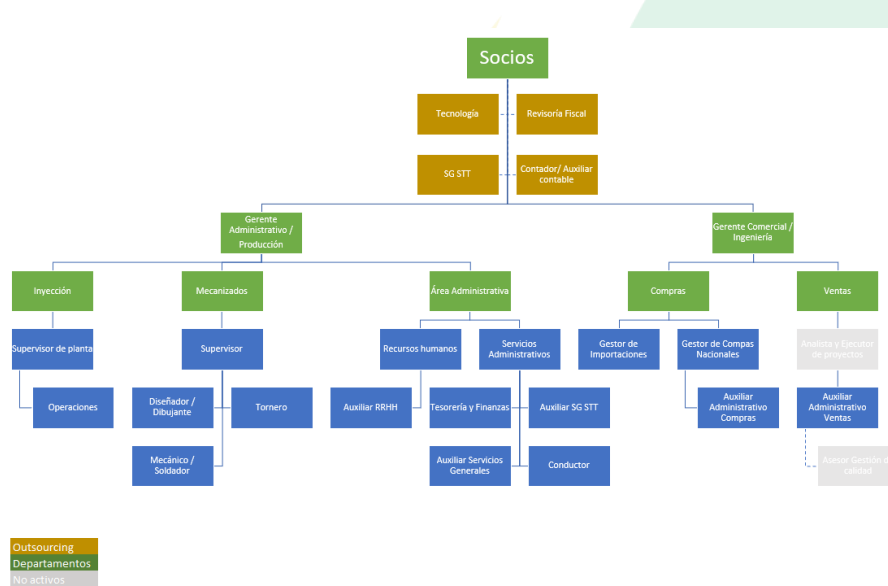 Socios
Tecnología
Revisoría Fiscal
SG STT
Contador/ Auxiliar
contable
Gerente
Administrativo /
Producción
Gerente Comercial /
Ingeniería
Inyección
Mecanizados
Área Administrativa
Compras
Ventas
Supervisor de planta
Supervisor
Recursos humanos
Servicios
Administrativos
Gestor de
Importaciones
Gestor de Compas
Nacionales
Analista y Ejecutor
de proyectos
Operaciones
Diseñador /
Dibujante
Tornero
Auxiliar RRHH
Tesorería y Finanzas
Auxiliar SG STT
Auxiliar
Administrativo
Compras
Auxiliar
Administrativo
Ventas
Mecánico /
Soldador
Auxiliar Servicios
Generales
Conductor
Asesor Gestión de
calidad
Outsourcing
Departamentos
No activos